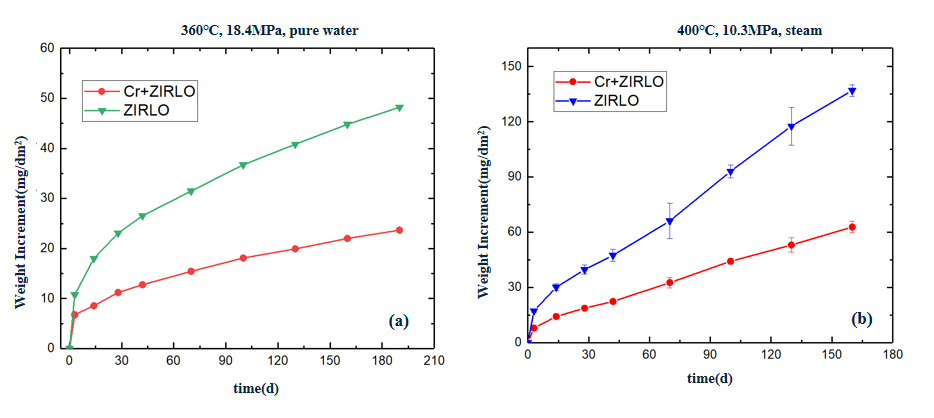 360℃, 18.4MPa, pure water
60
50
40
30
20
10
0
Weight Increment(mg/dm²)
Cr+ZIRLO
ZIRLO
(a)
0 30 60 90 120 150 180 210
time(d)
400℃, 10.3MPa, steam
150
120
90
60
30
0
Weight Increment(mg/dm²)
Cr+ZIRLO
ZIRLO
(b)
0 30 60 90 120 150 180
time(d)